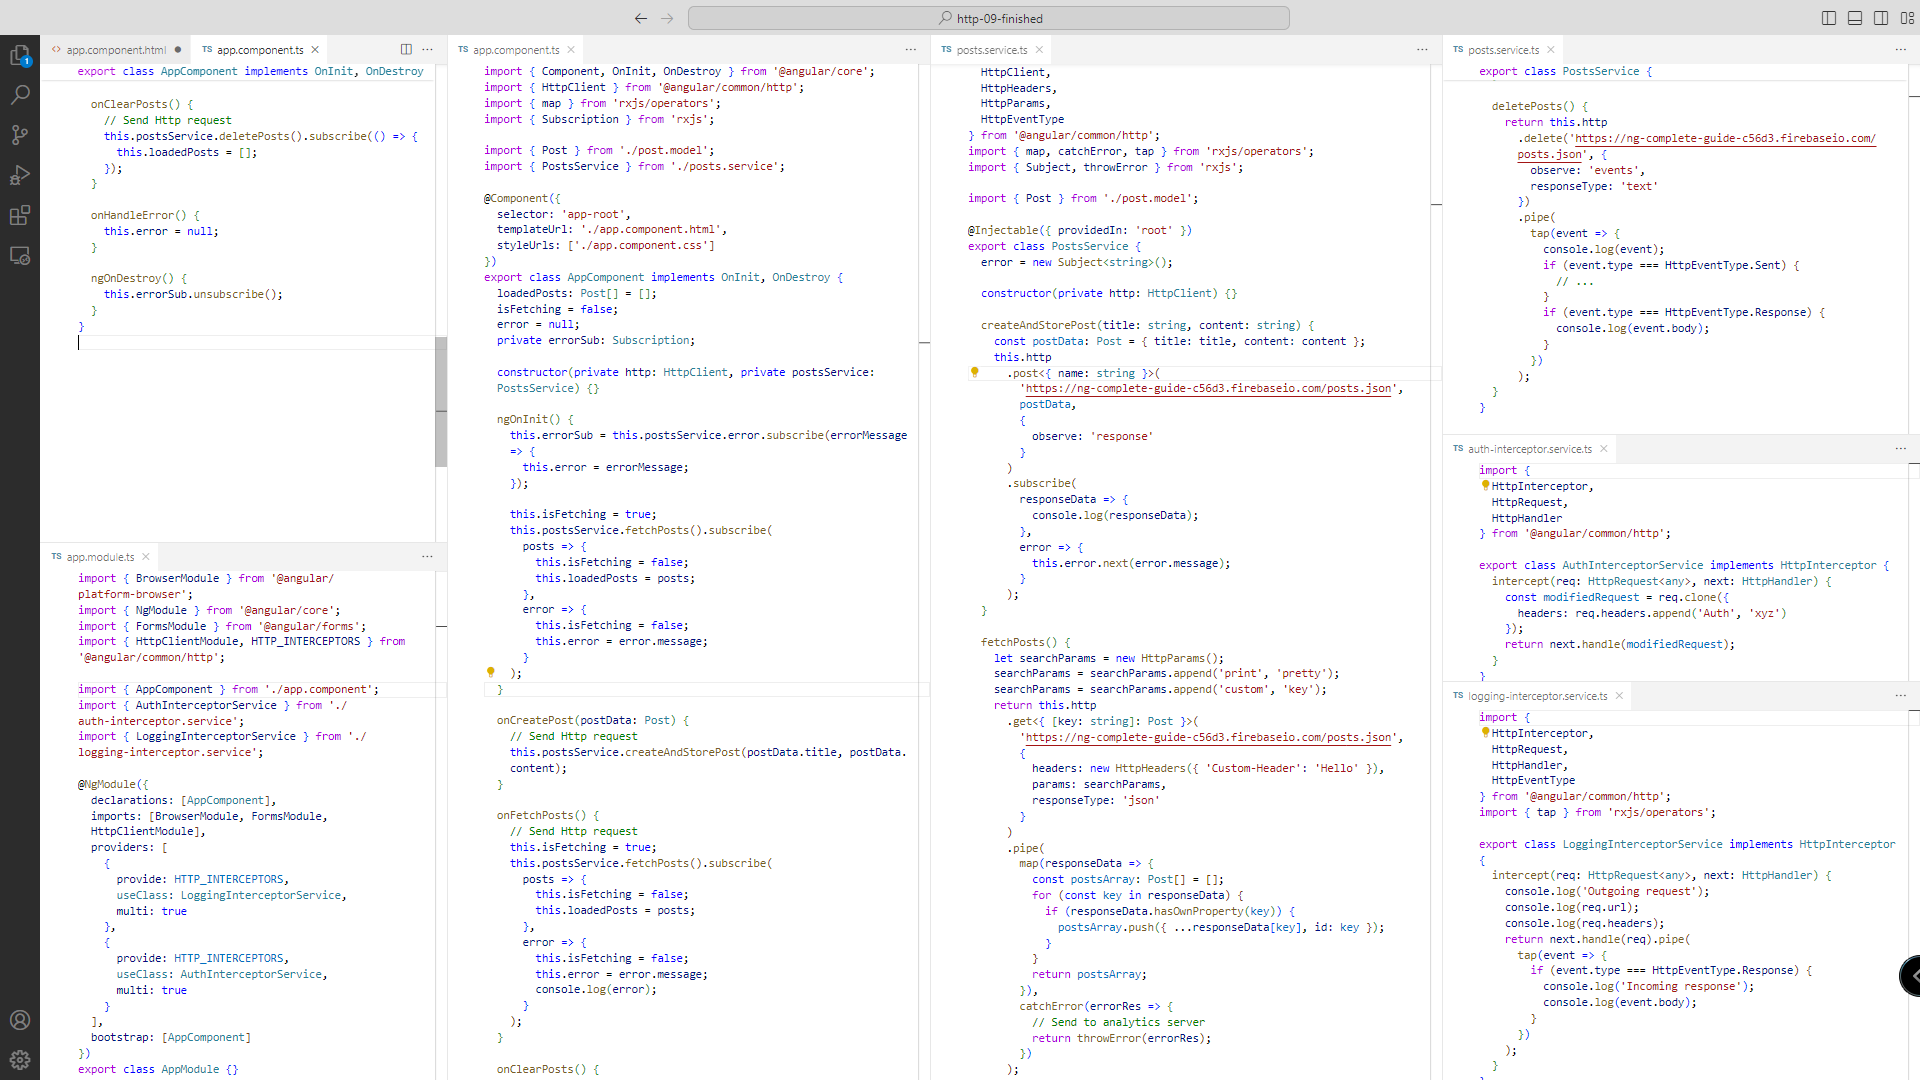 http-09-finished
app.component.html
TS app.component.ts
export class AppComponent implements OnInit, OnDestroy
onClearPosts() {
// Send Http request
this.postsService.deletePosts().subscribe(() => {
this.loadedPosts = [];
});
}
onHandleError() {
this.error = null;
}
ngOnDestroy() {
this.errorSub.unsubscribe();
}
}
TS app.module.ts
import { BrowserModule } from '@angular/
platform-browser';
import { NgModule } from '@angular/core';
import { FormsModule } from '@angular/forms';
import { HttpClientModule, HTTP_INTERCEPTORS } from
'@angular/common/http';
import { AppComponent } from './app.component';
import { AuthInterceptorService } from './
auth-interceptor.service';
import { LoggingInterceptorService } from './
logging-interceptor.service';
@NgModule({
declarations: [AppComponent],
imports: [BrowserModule, FormsModule,
HttpClientModule],
providers: [
{
provide: HTTP_INTERCEPTORS,
useClass: LoggingInterceptorService,
multi: true
},
{
provide: HTTP_INTERCEPTORS,
useClass: AuthInterceptorService,
multi: true
}
],
bootstrap: [AppComponent]
})
export class AppModule {}
TS app.component.ts
import { Component, OnInit, OnDestroy } from '@angular/core';
import { HttpClient } from '@angular/common/http';
import { map } from 'rxjs/operators';
import { Subscription } from 'rxjs';
import { Post } from './post.model';
import { PostsService } from './posts.service';
@Component({
selector: 'app-root',
templateUrl: './app.component.html',
styleUrls: ['./app.component.css']
})
export class AppComponent implements OnInit, OnDestroy {
loadedPosts: Post[] = [];
isFetching = false;
error = null;
private errorSub: Subscription;
constructor(private http: HttpClient, private postsService:
PostsService) {}
ngOnInit() {
this.errorSub = this.postsService.error.subscribe(errorMessage
=> {
this.error = errorMessage;
});
this.isFetching = true;
this.postsService.fetchPosts().subscribe(
posts => {
this.isFetching = false;
this.loadedPosts = posts;
},
error => {
this.isFetching = false;
this.error = error.message;
}
);
}
onCreatePost(postData: Post) {
// Send Http request
this.postsService.createAndStorePost(postData.title, postData.
content);
}
onFetchPosts() {
// Send Http request
this.isFetching = true;
this.postsService.fetchPosts().subscribe(
posts => {
this.isFetching = false;
this.loadedPosts = posts;
},
error => {
this.isFetching = false;
this.error = error.message;
console.log(error);
}
);
}
onClearPosts() {
TS posts.service.ts
HttpClient,
HttpHeaders,
HttpParams,
HttpEventType
} from '@angular/common/http';
import { map, catchError, tap } from 'rxjs/operators';
import { Subject, throwError } from 'rxjs';
import { Post } from './post.model';
@Injectable({ providedIn: 'root' })
export class PostsService {
error = new Subject<string>();
constructor(private http: HttpClient) {}
createAndStorePost(title: string, content: string) {
const postData: Post = { title: title, content: content };
this.http
.post<{ name: string }>(
'https://ng-complete-guide-c56d3.firebaseio.com/posts.json',
postData,
{
observe: 'response'
}
)
.subscribe(
responseData => {
console.log(responseData);
},
error => {
this.error.next(error.message);
}
);
}
fetchPosts() {
let searchParams = new HttpParams();
searchParams = searchParams.append('print', 'pretty');
searchParams = searchParams.append('custom', 'key');
return this.http
.get<{ [key: string]: Post }>(
'https://ng-complete-guide-c56d3.firebaseio.com/posts.json',
{
headers: new HttpHeaders({ 'Custom-Header': 'Hello' }),
params: searchParams,
responseType: 'json'
}
)
.pipe(
map(responseData => {
const postsArray: Post[] = [];
for (const key in responseData) {
if (responseData.hasOwnProperty(key)) {
postsArray.push({ ...responseData[key], id: key });
}
}
return postsArray;
}),
catchError(errorRes => {
// Send to analytics server
return throwError(errorRes);
})
);
TS posts.service.ts
export class PostsService {
deletePosts() {
return this.http
.delete('https://ng-complete-guide-c56d3.firebaseio.com/
posts.json', {
observe: 'events',
responseType: 'text'
})
.pipe(
tap(event => {
console.log(event);
if (event.type === HttpEventType.Sent) {
// ...
}
if (event.type === HttpEventType.Response) {
console.log(event.body);
}
})
);
}
}
TS auth-interceptor.service.ts
import {
HttpInterceptor,
HttpRequest,
HttpHandler
} from '@angular/common/http';
export class AuthInterceptorService implements HttpInterceptor {
intercept(req: HttpRequest<any>, next: HttpHandler) {
const modifiedRequest = req.clone({
headers: req.headers.append('Auth', 'xyz')
});
return next.handle(modifiedRequest);
}
}
TS logging-interceptor.service.ts
import {
HttpInterceptor,
HttpRequest,
HttpHandler,
HttpEventType
} from '@angular/common/http';
import { tap } from 'rxjs/operators';
export class LoggingInterceptorService implements HttpInterceptor
{
intercept(req: HttpRequest<any>, next: HttpHandler) {
console.log('Outgoing request');
console.log(req.url);
console.log(req.headers);
return next.handle(req).pipe(
tap(event => {
if (event.type === HttpEventType.Response) {
console.log('Incoming response');
console.log(event.body);
}
})
);
}
1